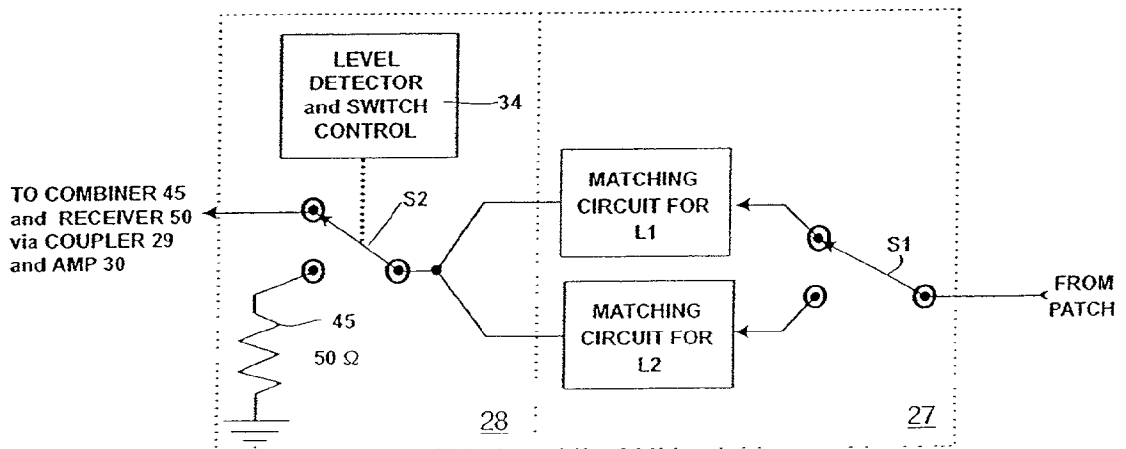 LEVEL
DETECTOR
and SWITCH
CONTROL
34
TO COMBINER 45
and RECEIVER 50
via COUPLER 29
and AMP 30
S2
MATCHING
CIRCUIT FOR
L1
S1
FROM
PATCH
MATCHING
CIRCUIT FOR
L2
45
50 Ω
28
27